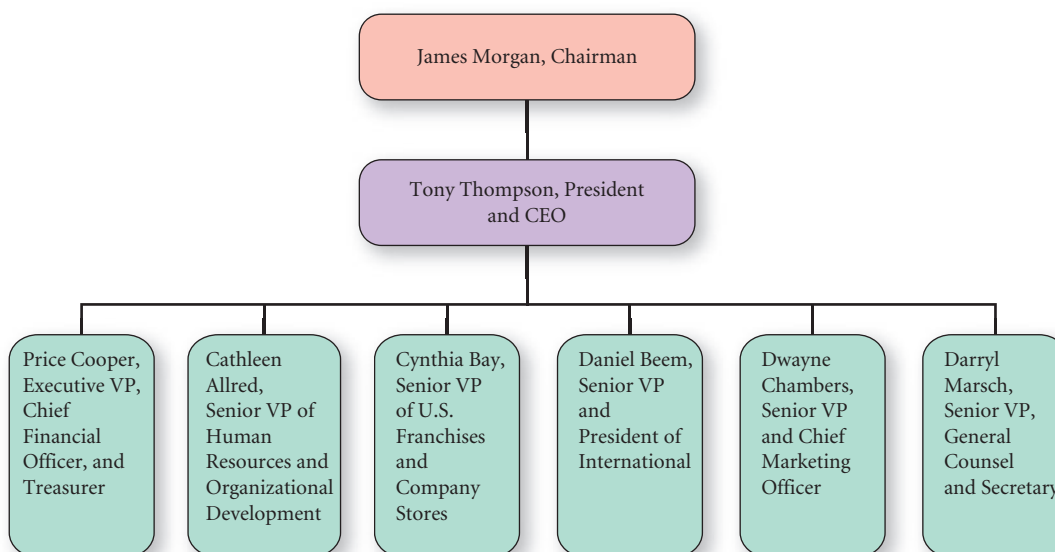 James Morgan, Chairman
Tony Thompson, President
and CEO
Price Cooper,
Executive VP,
Chief
Financial
Officer, and
Treasurer
Cathleen
Allred,
Senior VP of
Human
Resources and
Organizational
Development
Cynthia Bay,
Senior VP
of U.S.
Franchises
and
Company
Stores
Daniel Beem,
Senior VP
and
President of
International
Dwayne
Chambers,
Senior VP
and Chief
Marketing
Officer
Darryl
Marsch,
Senior VP,
General
Counsel
and Secretary